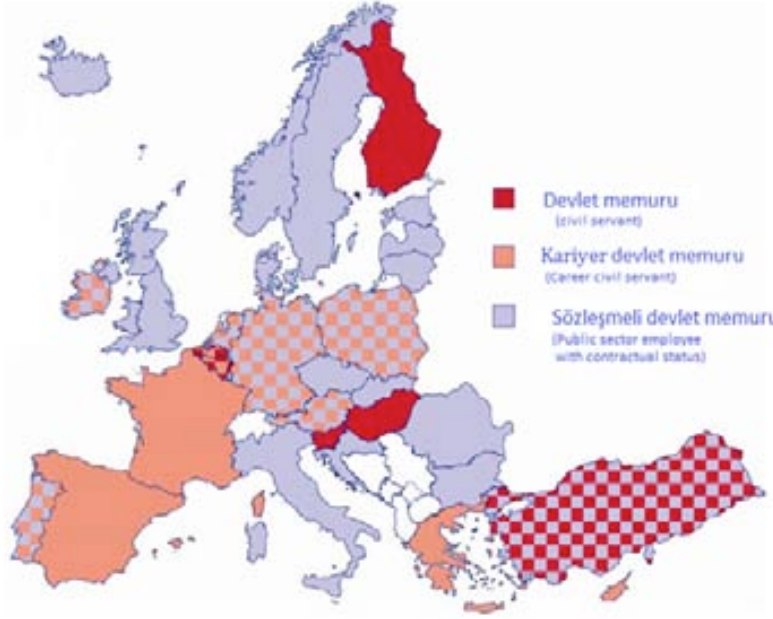 Devlet memuru
(civil servant)
Kariyer devlet memuru
(Career civil servant)
Sözleşmeli devlet memuru
(Public sector employee
with contractual status)